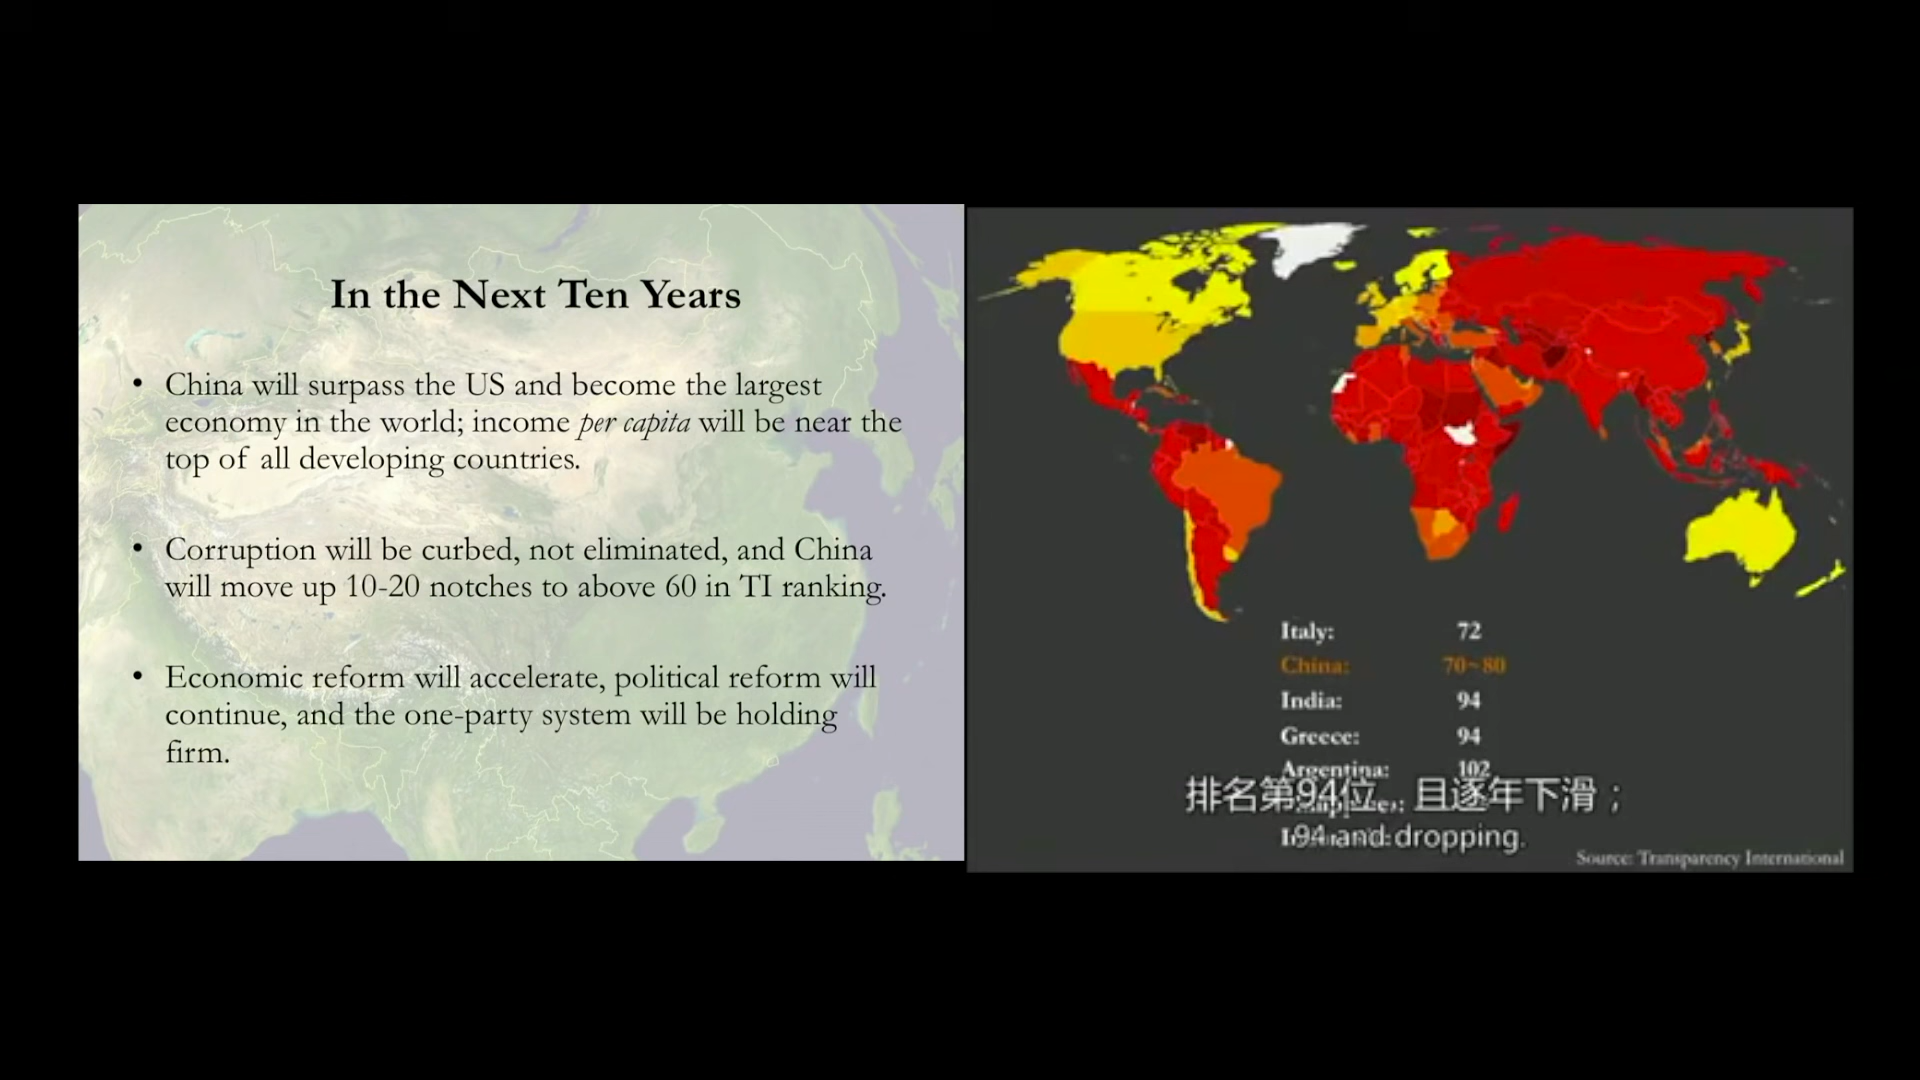 In the Next Ten Years
• China will surpass the US and become the largest
economy in the world; income per capita will be near the
top of all developing countries.
• Corruption will be curbed, not eliminated, and China
will move up 10-20 notches to above 60 in TI ranking.
• Economic reform will accelerate, political reform will
continue, and the one-party system will be holding
firm.
Italy: 72
China: 70~80
India: 94
Greece: 94
Argentina: 102
排名第94位，且逐年下滑；
94 and dropping.
Source: Transparency International